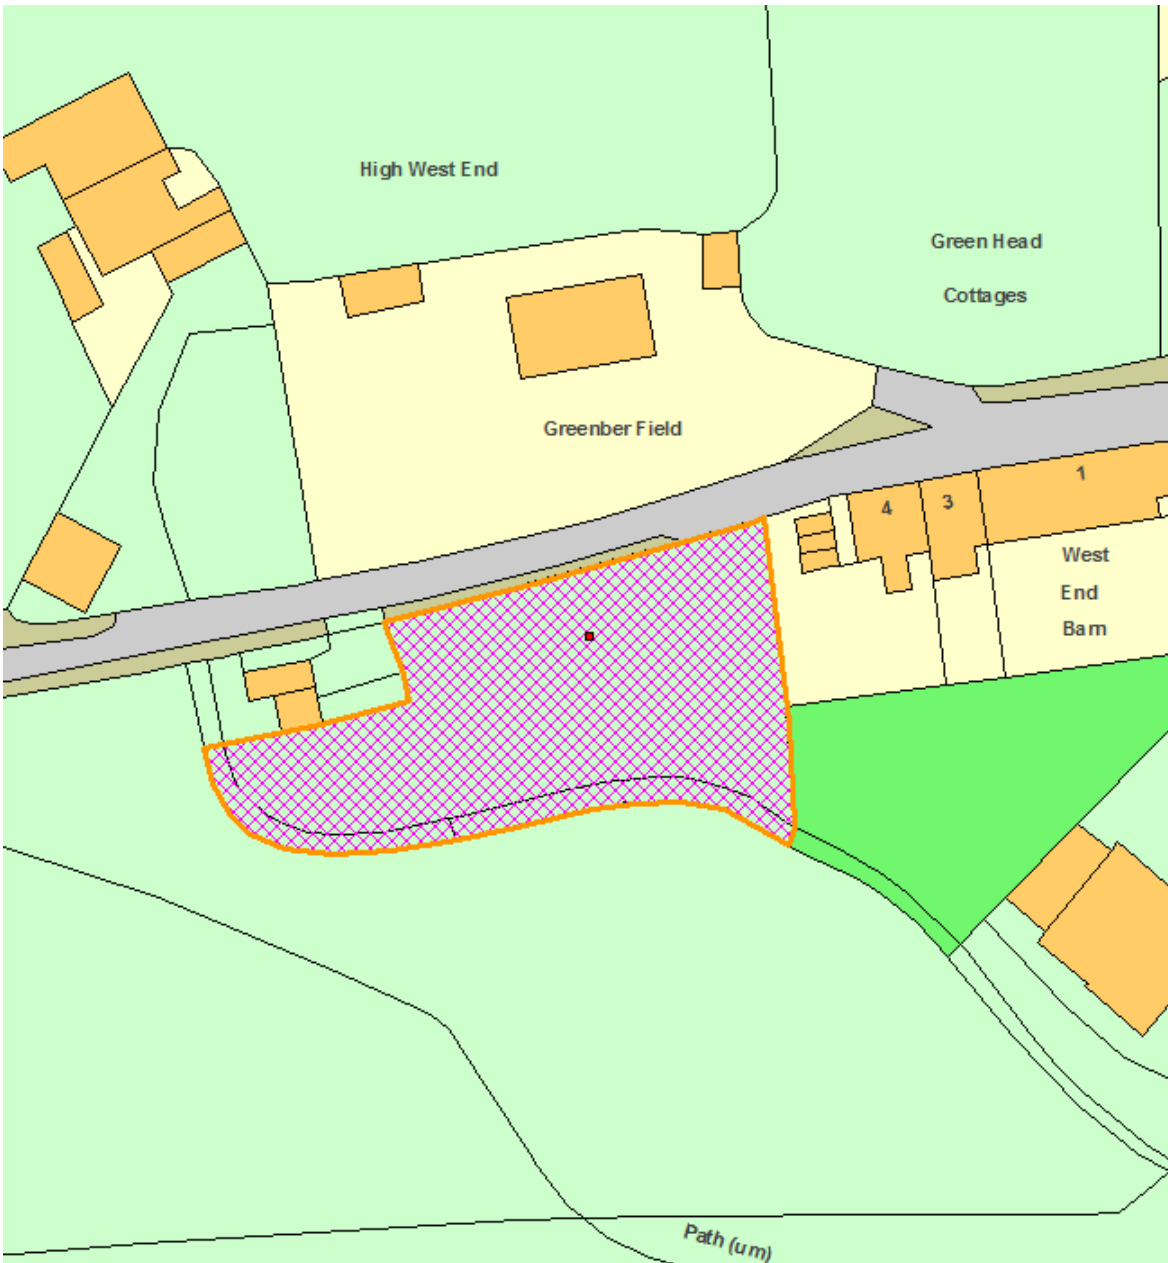 High West End
Green Head
Cottages
Greenber Field
1
3
4
West
End
Barn
Path (um)